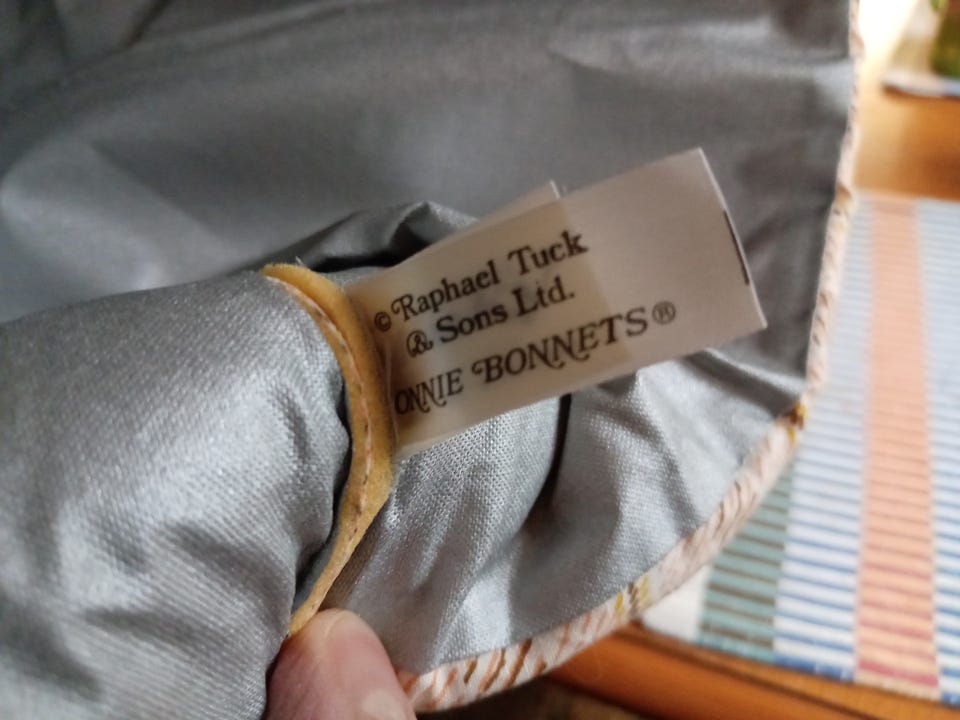 © Raphael Tuck
& Sons Ltd.
ONNIE BONNETS®